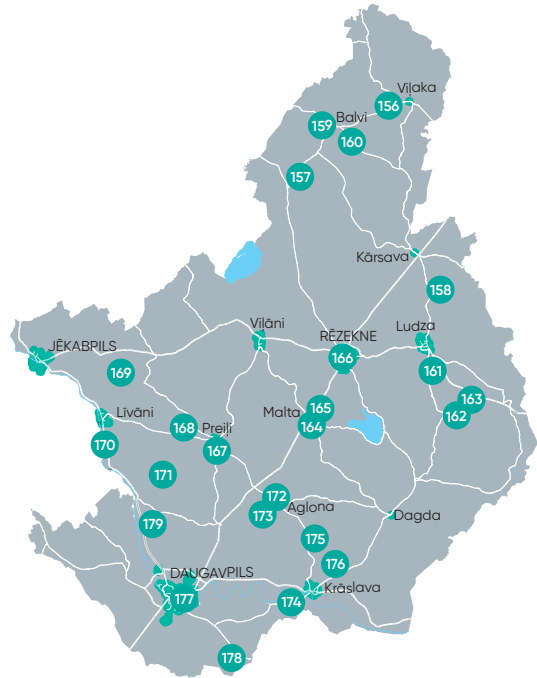 Viļaka
156
Balvi
159
160
157
Kārsava
158
Viļāni
RĒZEKNE
Ludza
JĒKABPILS
166
161
169
163
165
162
Līvāni
168
Preiļi
Malta
164
170
167
171
172
173
Aglona
Dagda
179
175
176
DAUGAVPILS
Krāslava
177
174
178